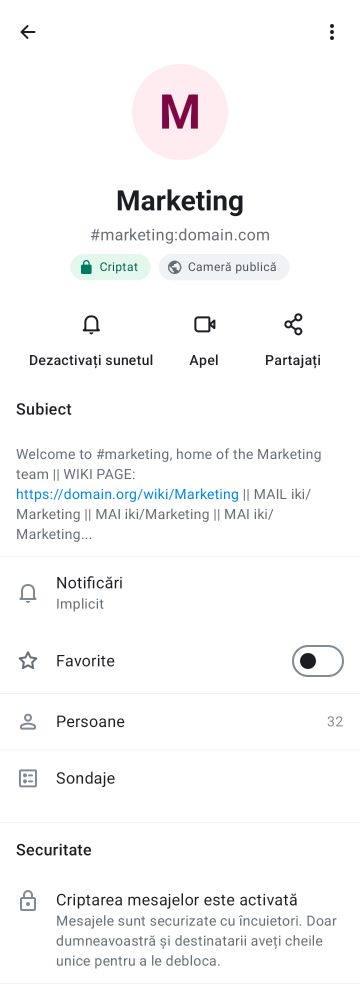 M
Marketing
#marketing:domain.com
Criptat
Cameră publică
Dezactivați sunetul
Apel
Partajați
Subiect
Welcome to #marketing, home of the Marketing
team || WIKI PAGE:
https://domain.org/wiki/Marketing || MAIL iki/
Marketing || MAI iki/Marketing || MAI iki/
Marketing...
Notificări
Implicit
Favorite
Persoane
32
Sondaje
Securitate
Criptarea mesajelor este activată
Mesajele sunt securizate cu încuietori. Doar
dumneavoastră și destinatarii aveți cheile
unice pentru a le debloca.